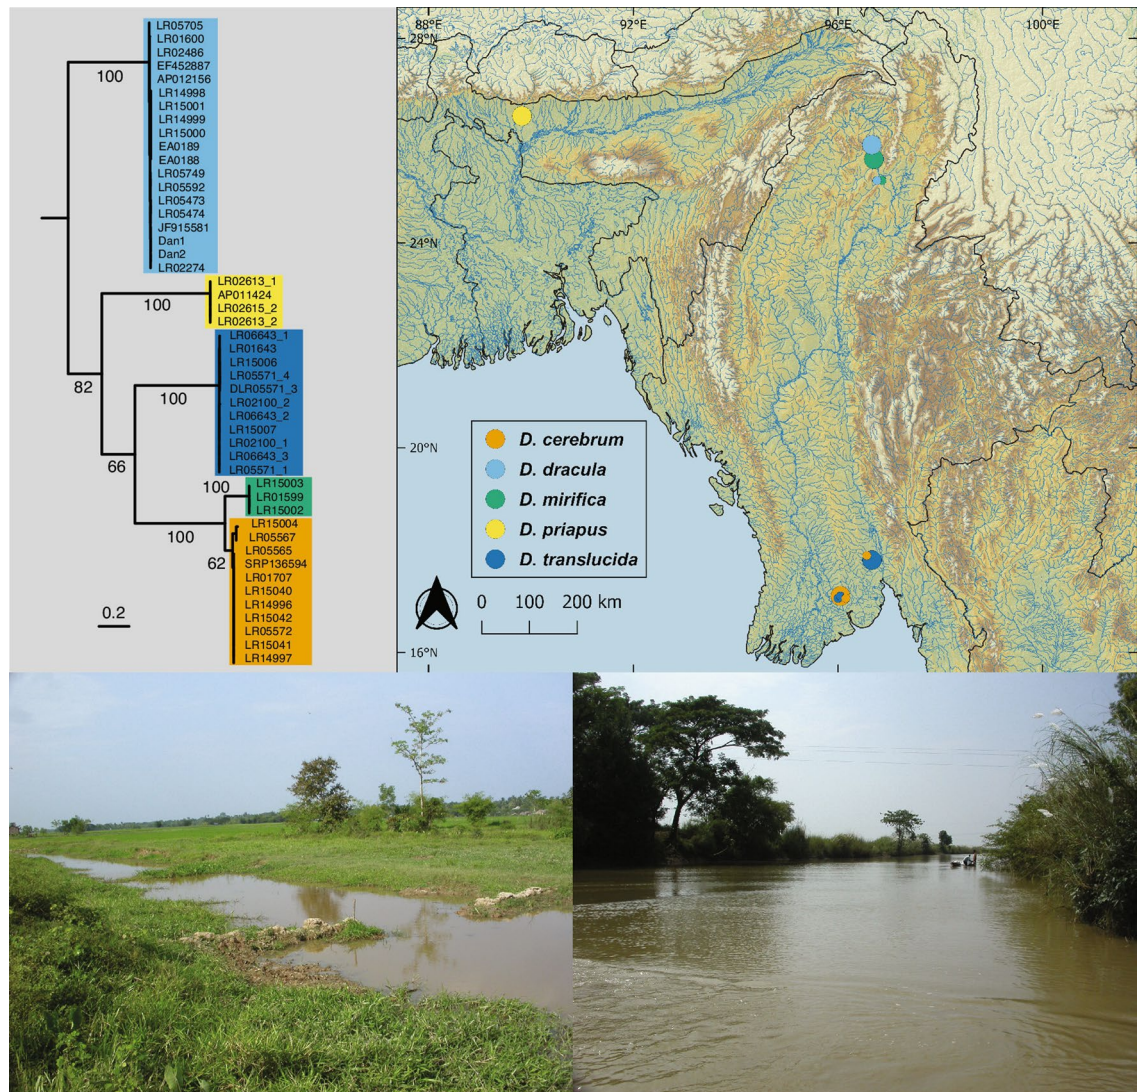 LR05705
LR01600
LR02486
EF452887
AP012156
LR14998
LR15001
LR14999
LR15000
EA0189
EA0188
LR05749
LR05592
LR05473
LR05474
JF915581
Dan1
Dan2
LR02274
100
LR02613_1
AP011424
LR02615_2
LR02613_2
100
82
LR06643_1
LR01643
LR15006
LR05571_4
DLR05571_3
LR02100_2
LR06643_2
LR15007
LR02100_1
LR06643_3
LR05571_1
100
66
LR15003
LR01599
LR15002
100
100
LR15004
LR05567
LR05565
SRP136594
LR01707
LR15040
LR14996
LR15042
LR05572
LR15041
LR14997
62
0.2
88°E
92°E
96°E
100°E
28°N
24°N
20°N
16°N
D. cerebrum
D. dracula
D. mirifica
D. priapus
D. translucida
0 100 200 km